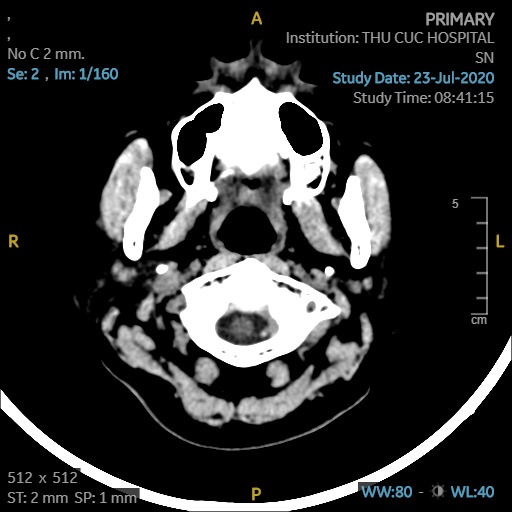 ,
,
No C 2 mm.
Se: 2 , Im: 1/160
PRIMARY
Institution: THU CUC HOSPITAL
SN
Study Date: 23-Jul-2020
Study Time: 08:41:15
A
R
L
5
cm
512 x 512
ST: 2 mm SP: 1 mm
P
WW:80 - WL:40